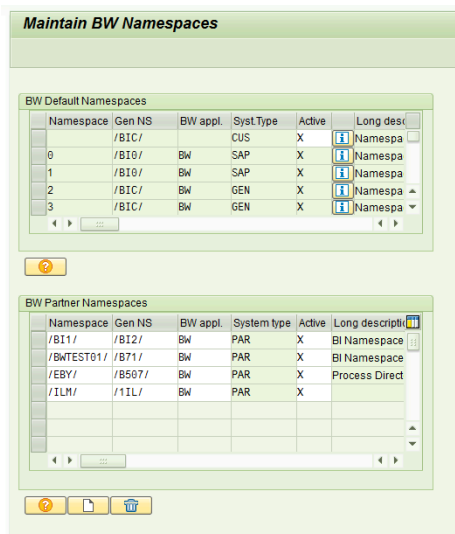 Maintain BW Namespaces
BW Default Namespaces
Namespace Gen NS BW appl. Syst.Type Active Long desc
/BIC/ CUS X Namespa
0 /BI0/ BW SAP X Namespa
1 /BI0/ BW SAP X Namespa
2 /BIC/ BW GEN X Namespa
3 /BIC/ BW GEN X Namespa
BW Partner Namespaces
Namespace Gen NS BW appl. System type Active Long descriptic
/BI1/ /BI2/ BW PAR X BI Namespace
/BWTEST01/ /B71/ BW PAR X BI Namespace
/EBY/ /B507/ BW PAR X Process Direct
/ILM/ /1IL/ BW PAR X